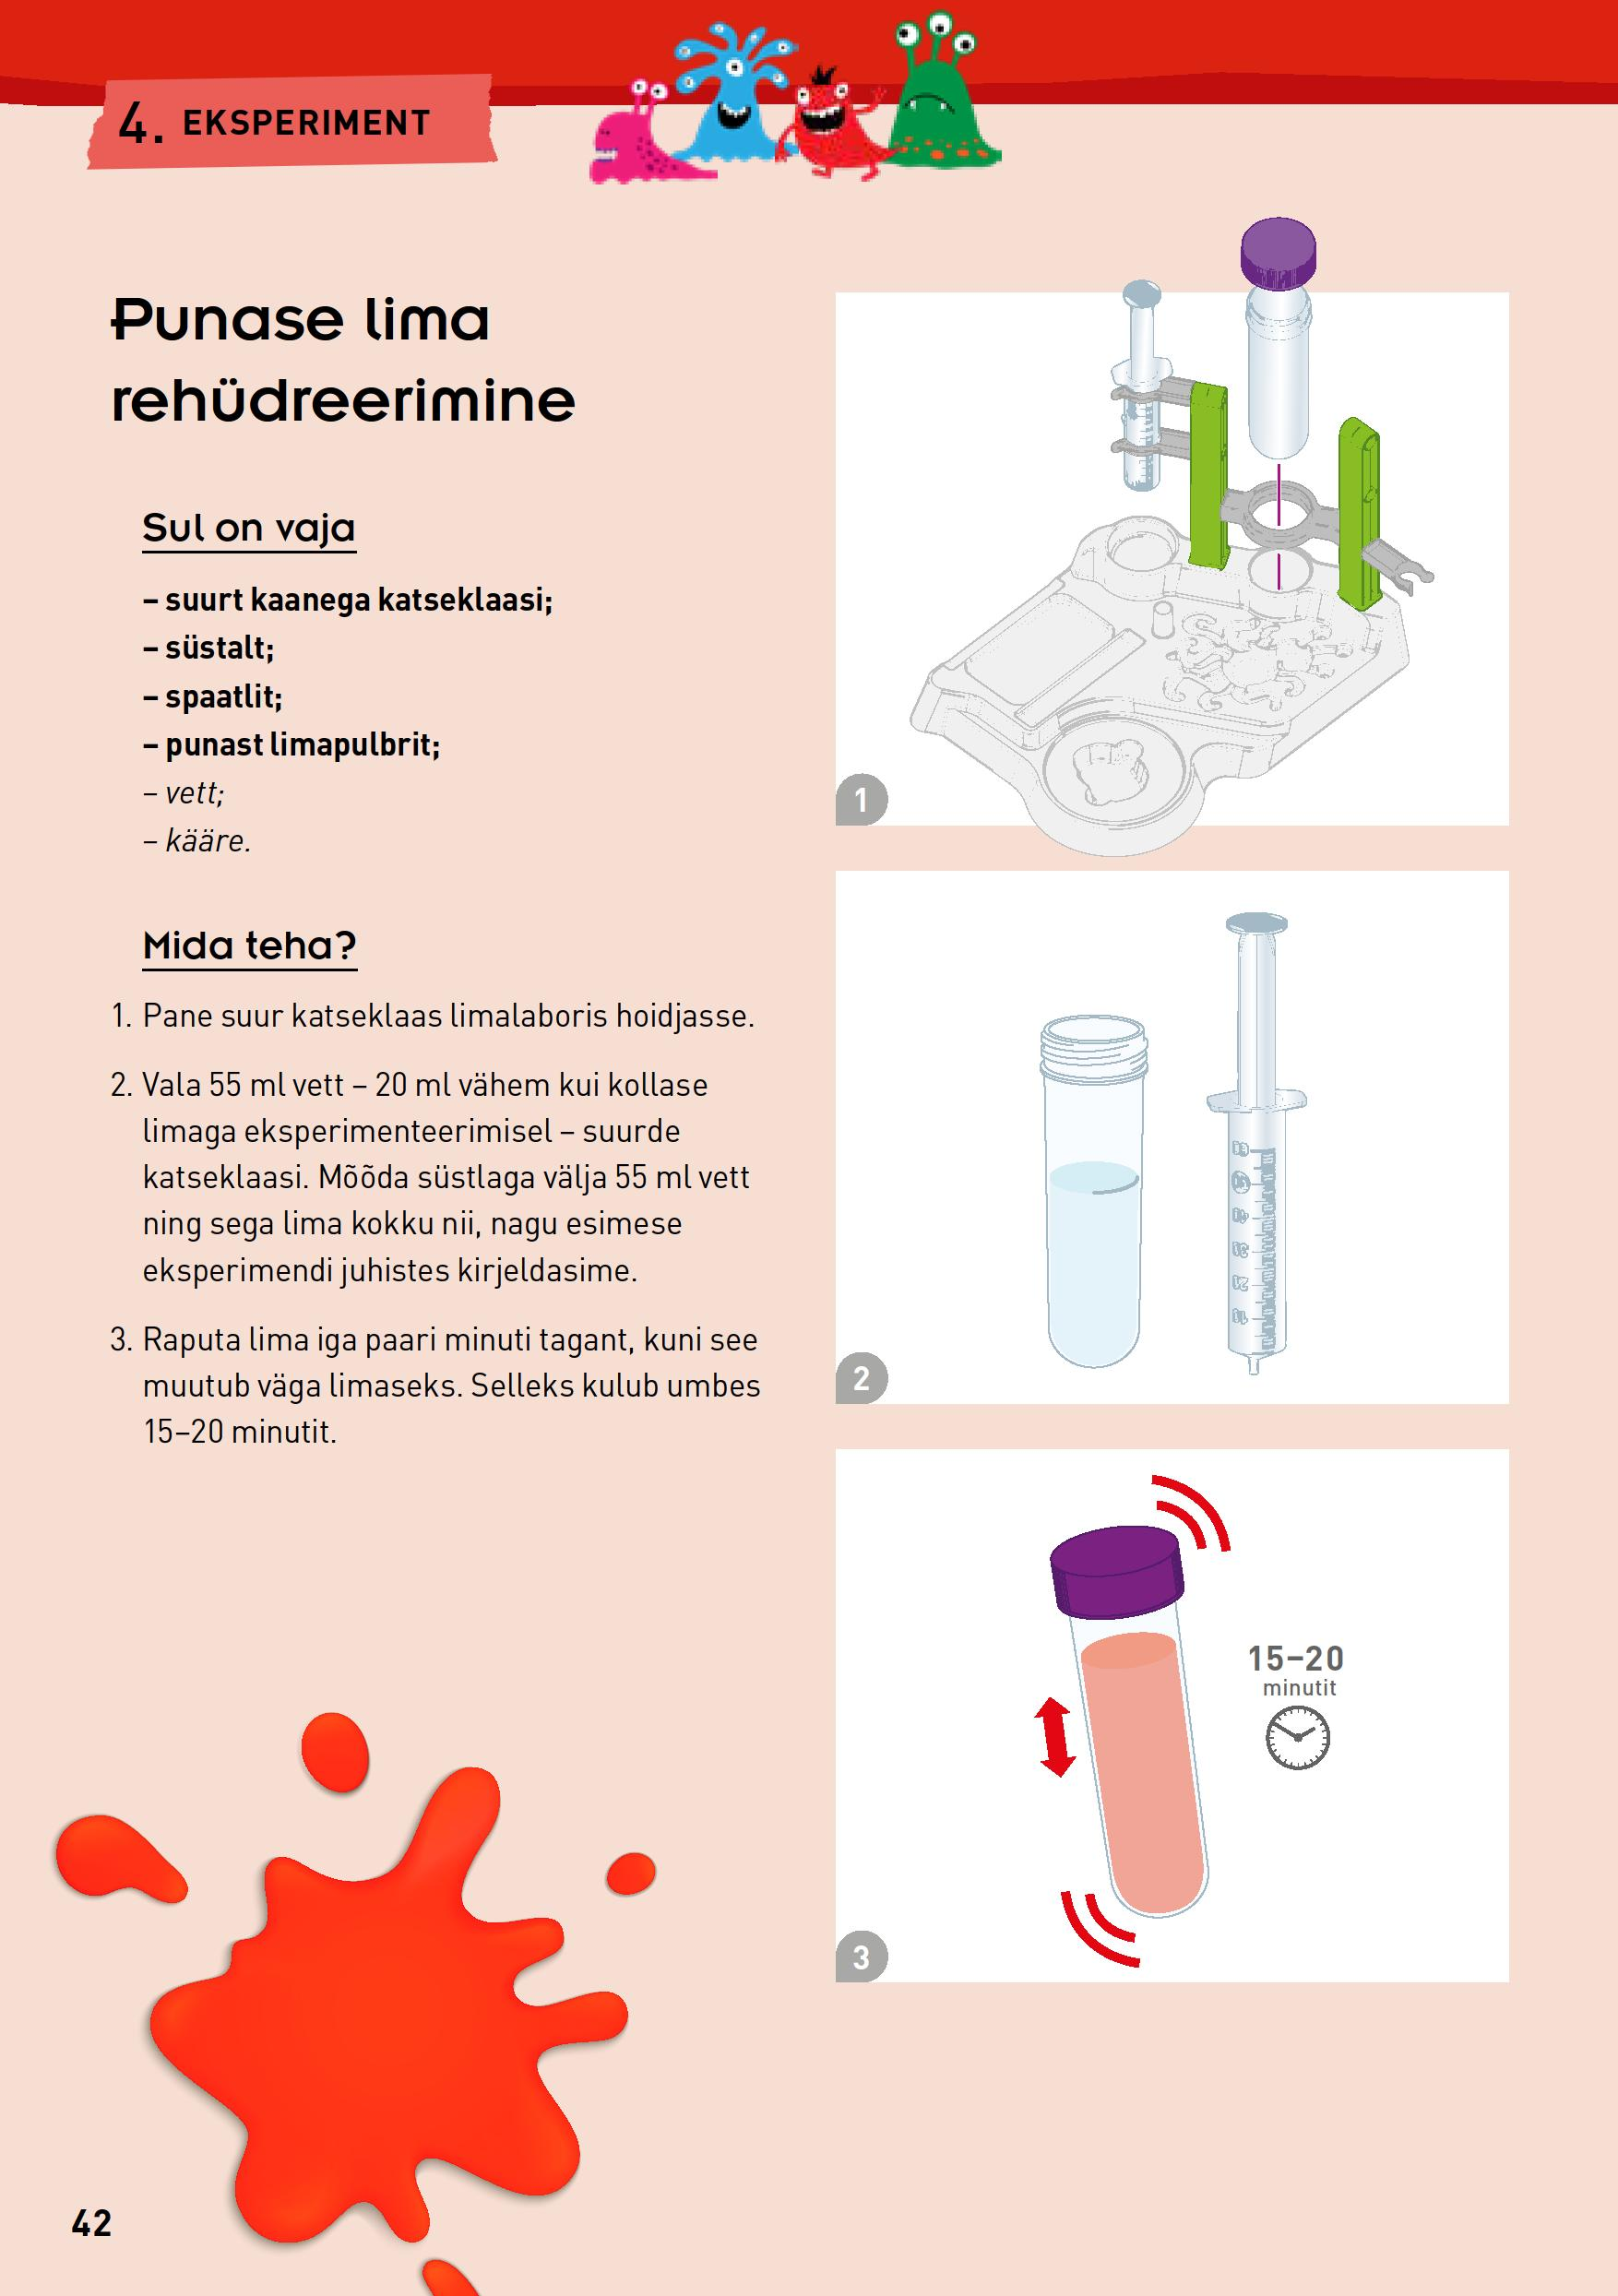 4. EKSPERIMENT
Punase lima
rehüdreerimine
Sul on vaja
– suurt kaanega katseklaasi;
– süstalt;
– spaatlit;
– punast limapulbrit;
– vett;
– kääre.
Mida teha?
1. Pane suur katseklaas limalaboris hoidjasse.
2. Vala 55 ml vett – 20 ml vähem kui kollase
limaga eksperimenteerimisel – suurde
katseklaasi. Mõõda süstlaga välja 55 ml vett
ning sega lima kokku nii, nagu esimese
eksperimendi juhistes kirjeldasime.
3. Raputa lima iga paari minuti tagant, kuni see
muutub väga limaseks. Selleks kulub umbes
15–20 minutit.
1
2
15–20
minutit
3
42